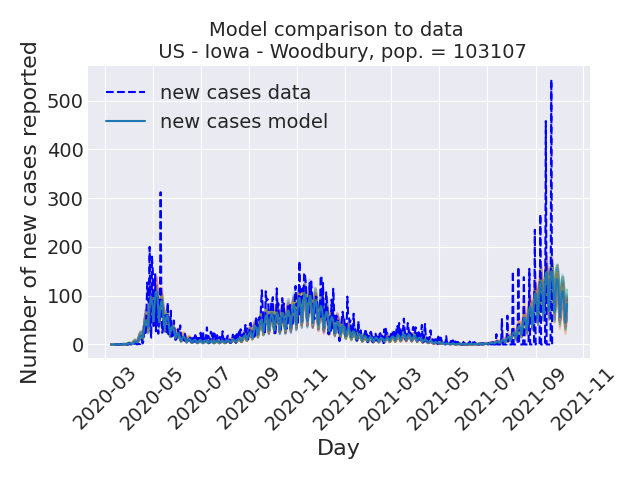 Model comparison to data
US - Iowa - Woodbury, pop. = 103107
Number of new cases reported
new cases data
new cases model
500
400
300
200
100
0
2020-03
2020-05
2020-07
2020-09
2020-11
2021-01
2021-03
2021-05
2021-07
2021-09
2021-11
Day